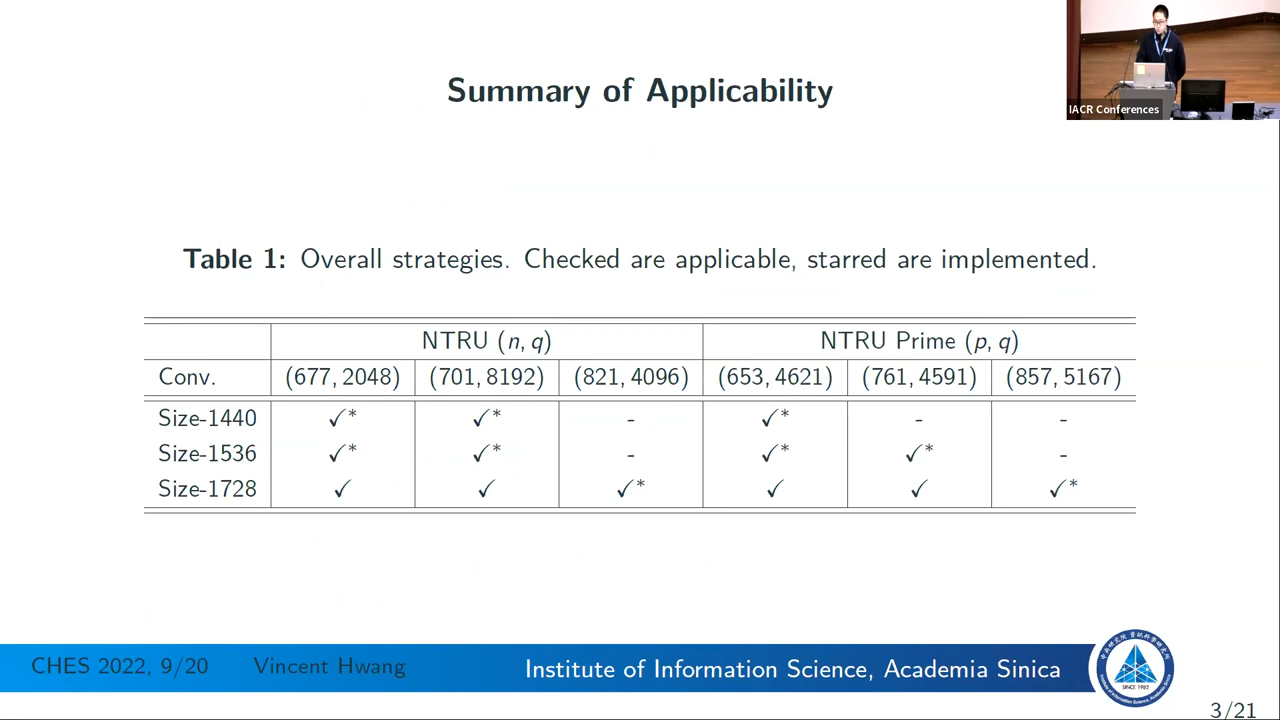 IACR Conferences
Summary of Applicability
Table 1: Overall strategies. Checked are applicable, starred are implemented.
NTRU (n, q) NTRU Prime (p, q)
Conv. (677, 2048) (701, 8192) (821, 4096) (653, 4621) (761, 4591) (857, 5167)
Size-1440 ✓* ✓* - ✓* - -
Size-1536 ✓* ✓* - ✓* ✓* -
Size-1728 ✓ ✓ ✓* ✓ ✓ ✓*
CHES 2022, 9/20 Vincent Hwang Institute of Information Science, Academia Sinica
SINCE 1982
3/21